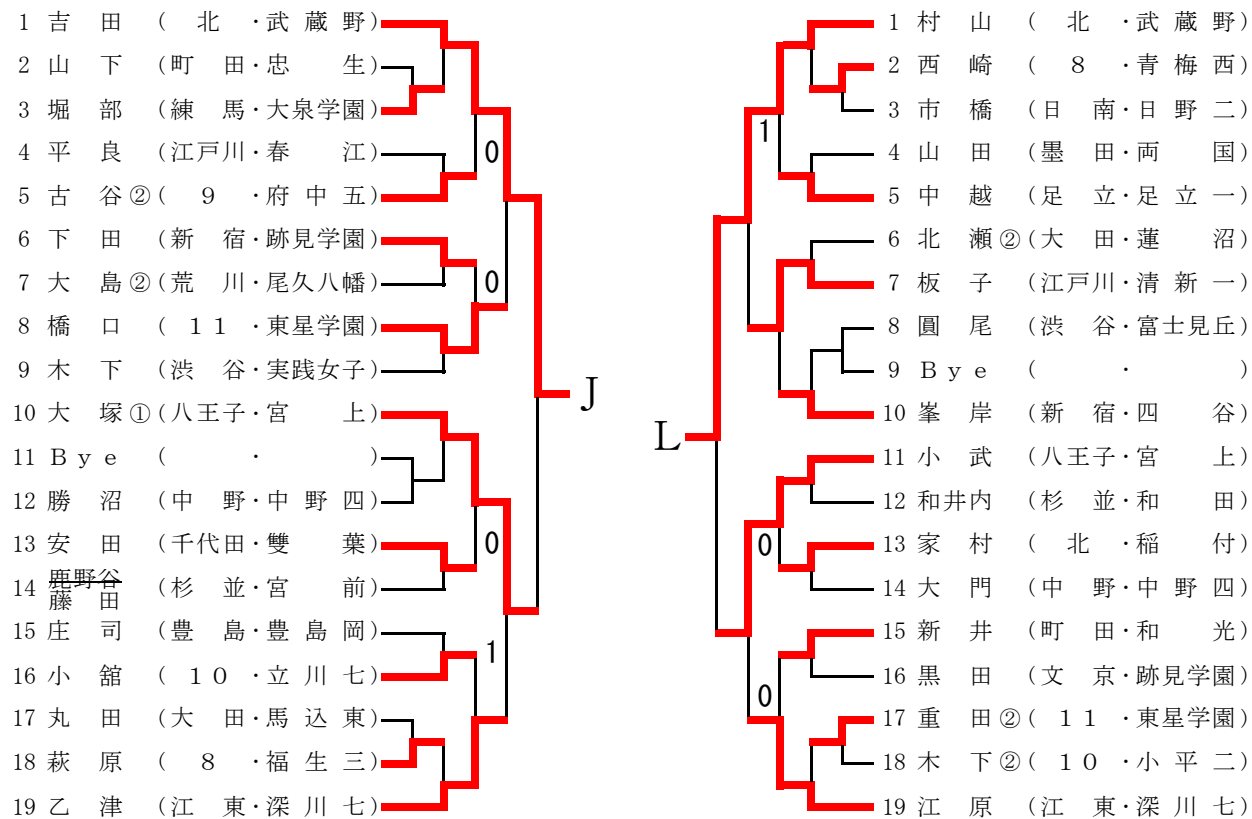 1 吉田 (北・武蔵野)
2 山下 (町田・忠生)
3 堀部 (練馬・大泉学園)
4 平良 (江戸川・春江)
5 古谷② (9・府中五)
6 下田 (新宿・跡見学園)
7 大島② (荒川・尾久八幡)
8 橋口 (11・東星学園)
9 木下 (渋谷・実践女子)
10 大塚① (八王子・宮上)
11 Bye (・)
12 勝沼 (中野・中野四)
13 安田 (千代田・雙葉)
鹿野谷
14 藤田 (杉並・宮前)
15 庄司 (豊島・豊島岡)
16 小舘 (10・立川七)
17 丸田 (大田・馬込東)
18 萩原 (8・福生三)
19 乙津 (江東・深川七)
0
0
0
1
J
L
1
0
0
1 村山 (北・武蔵野)
2 西崎 (8・青梅西)
3 市橋 (日南・日野二)
4 山田 (墨田・両国)
5 中越 (足立・足立一)
6 北瀬② (大田・蓮沼)
7 板子 (江戸川・清新一)
8 圓尾 (渋谷・富士見丘)
9 Bye (・)
10 峯岸 (新宿・四谷)
11 小武 (八王子・宮上)
12 和井内 (杉並・和田)
13 家村 (北・稲付)
14 大門 (中野・中野四)
15 新井 (町田・和光)
16 黒田 (文京・跡見学園)
17 重田② (11・東星学園)
18 木下② (10・小平二)
19 江原 (江東・深川七)